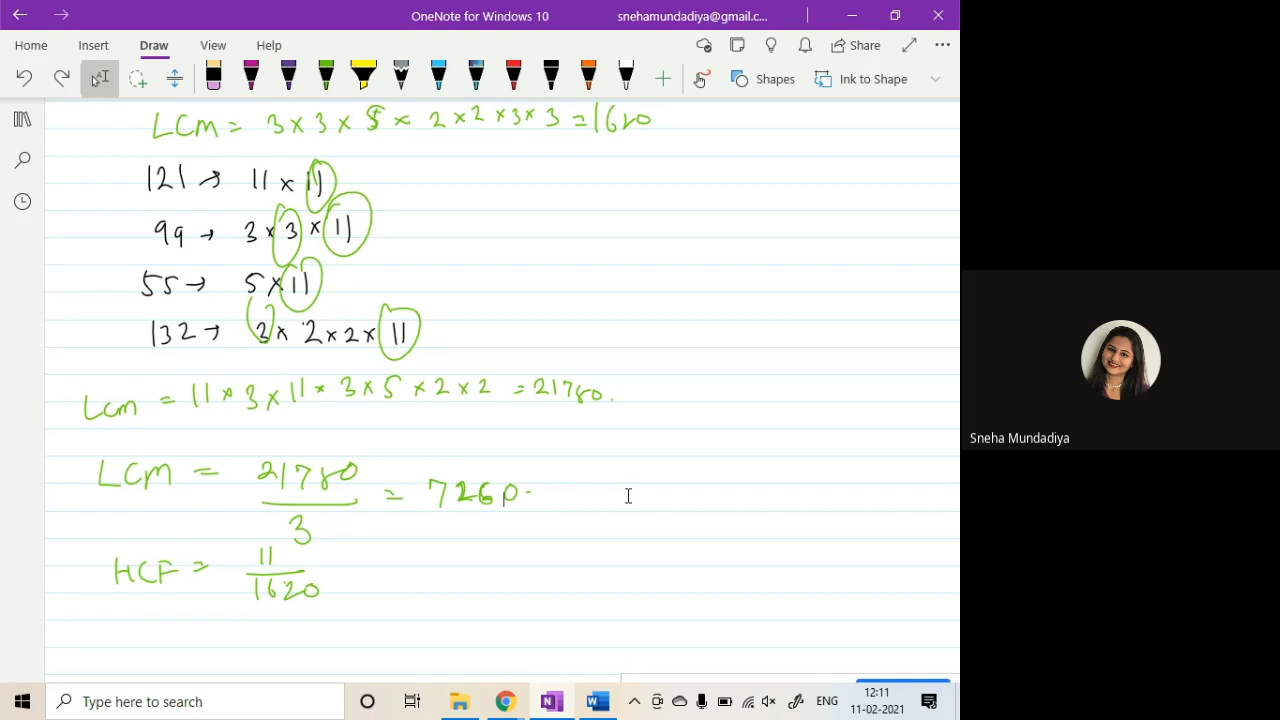 OneNote for Windows 10
snehamundadiya@gmail.c...
Home Insert Draw View Help
Share
Shapes
Ink to Shape
LCM = 3 × 3 × 5 × 2 × 2 × 3 × 3 = 1620
121 → 11 × 11
99 → 3 × 3 × 11
55 → 5 × 11
132 → 3 × 2 × 2 × 11
Lcm = 11 × 3 × 11 × 3 × 5 × 2 × 2 = 21780.
LCM = 21780 / 3 = 7260.
HCF = 11 / 1620
Sneha Mundadiya
Type here to search
ENG
12:11
11-02-2021